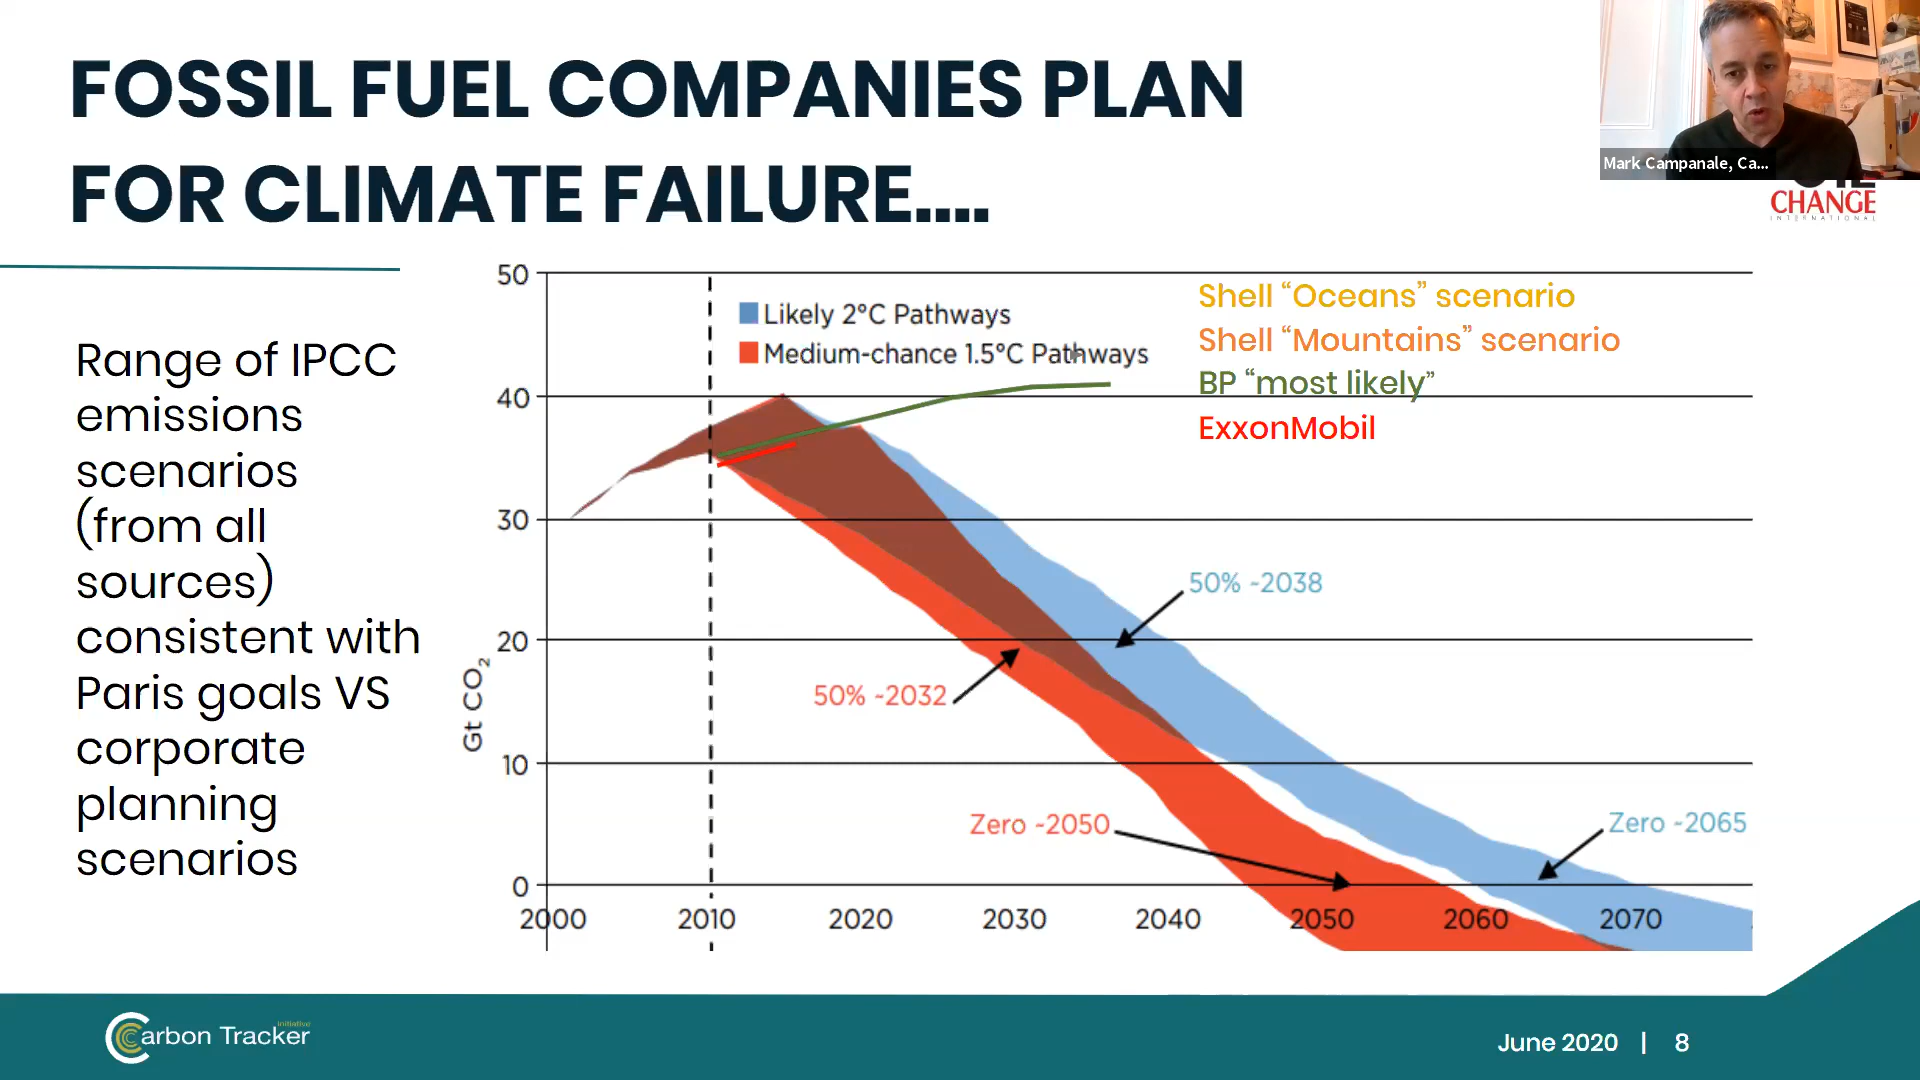 FOSSIL FUEL COMPANIES PLAN
FOR CLIMATE FAILURE....
Mark Campanale, Ca...
CHANGE
INTERNATIONAL
Range of IPCC
emissions
scenarios
(from all
sources)
consistent with
Paris goals VS
corporate
planning
scenarios
Likely 2°C Pathways
Medium-chance 1.5°C Pathways
Shell “Oceans” scenario
Shell “Mountains” scenario
BP “most likely”
ExxonMobil
50
40
30
20
10
0
Gt CO₂
50% ~2038
50% ~2032
Zero ~2050
Zero ~2065
2000 2010 2020 2030 2040 2050 2060 2070
Carbon Tracker
Initiative
June 2020 | 8